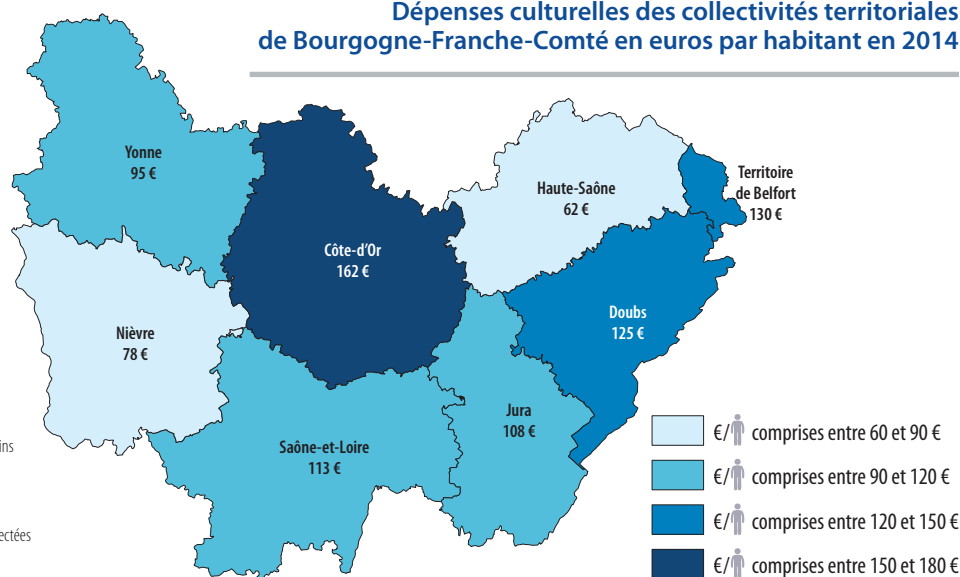 Dépenses culturelles des collectivités territoriales
de Bourgogne-Franche-Comté en euros par habitant en 2014
Yonne
95 €
Côte-d'Or
162 €
Haute-Saône
62 €
Territoire
de Belfort
130 €
Nièvre
78 €
Doubs
125 €
Saône-et-Loire
113 €
Jura
108 €
ins
ectées
€/ comprises entre 60 et 90 €
€/ comprises entre 90 et 120 €
€/ comprises entre 120 et 150 €
€/ comprises entre 150 et 180 €